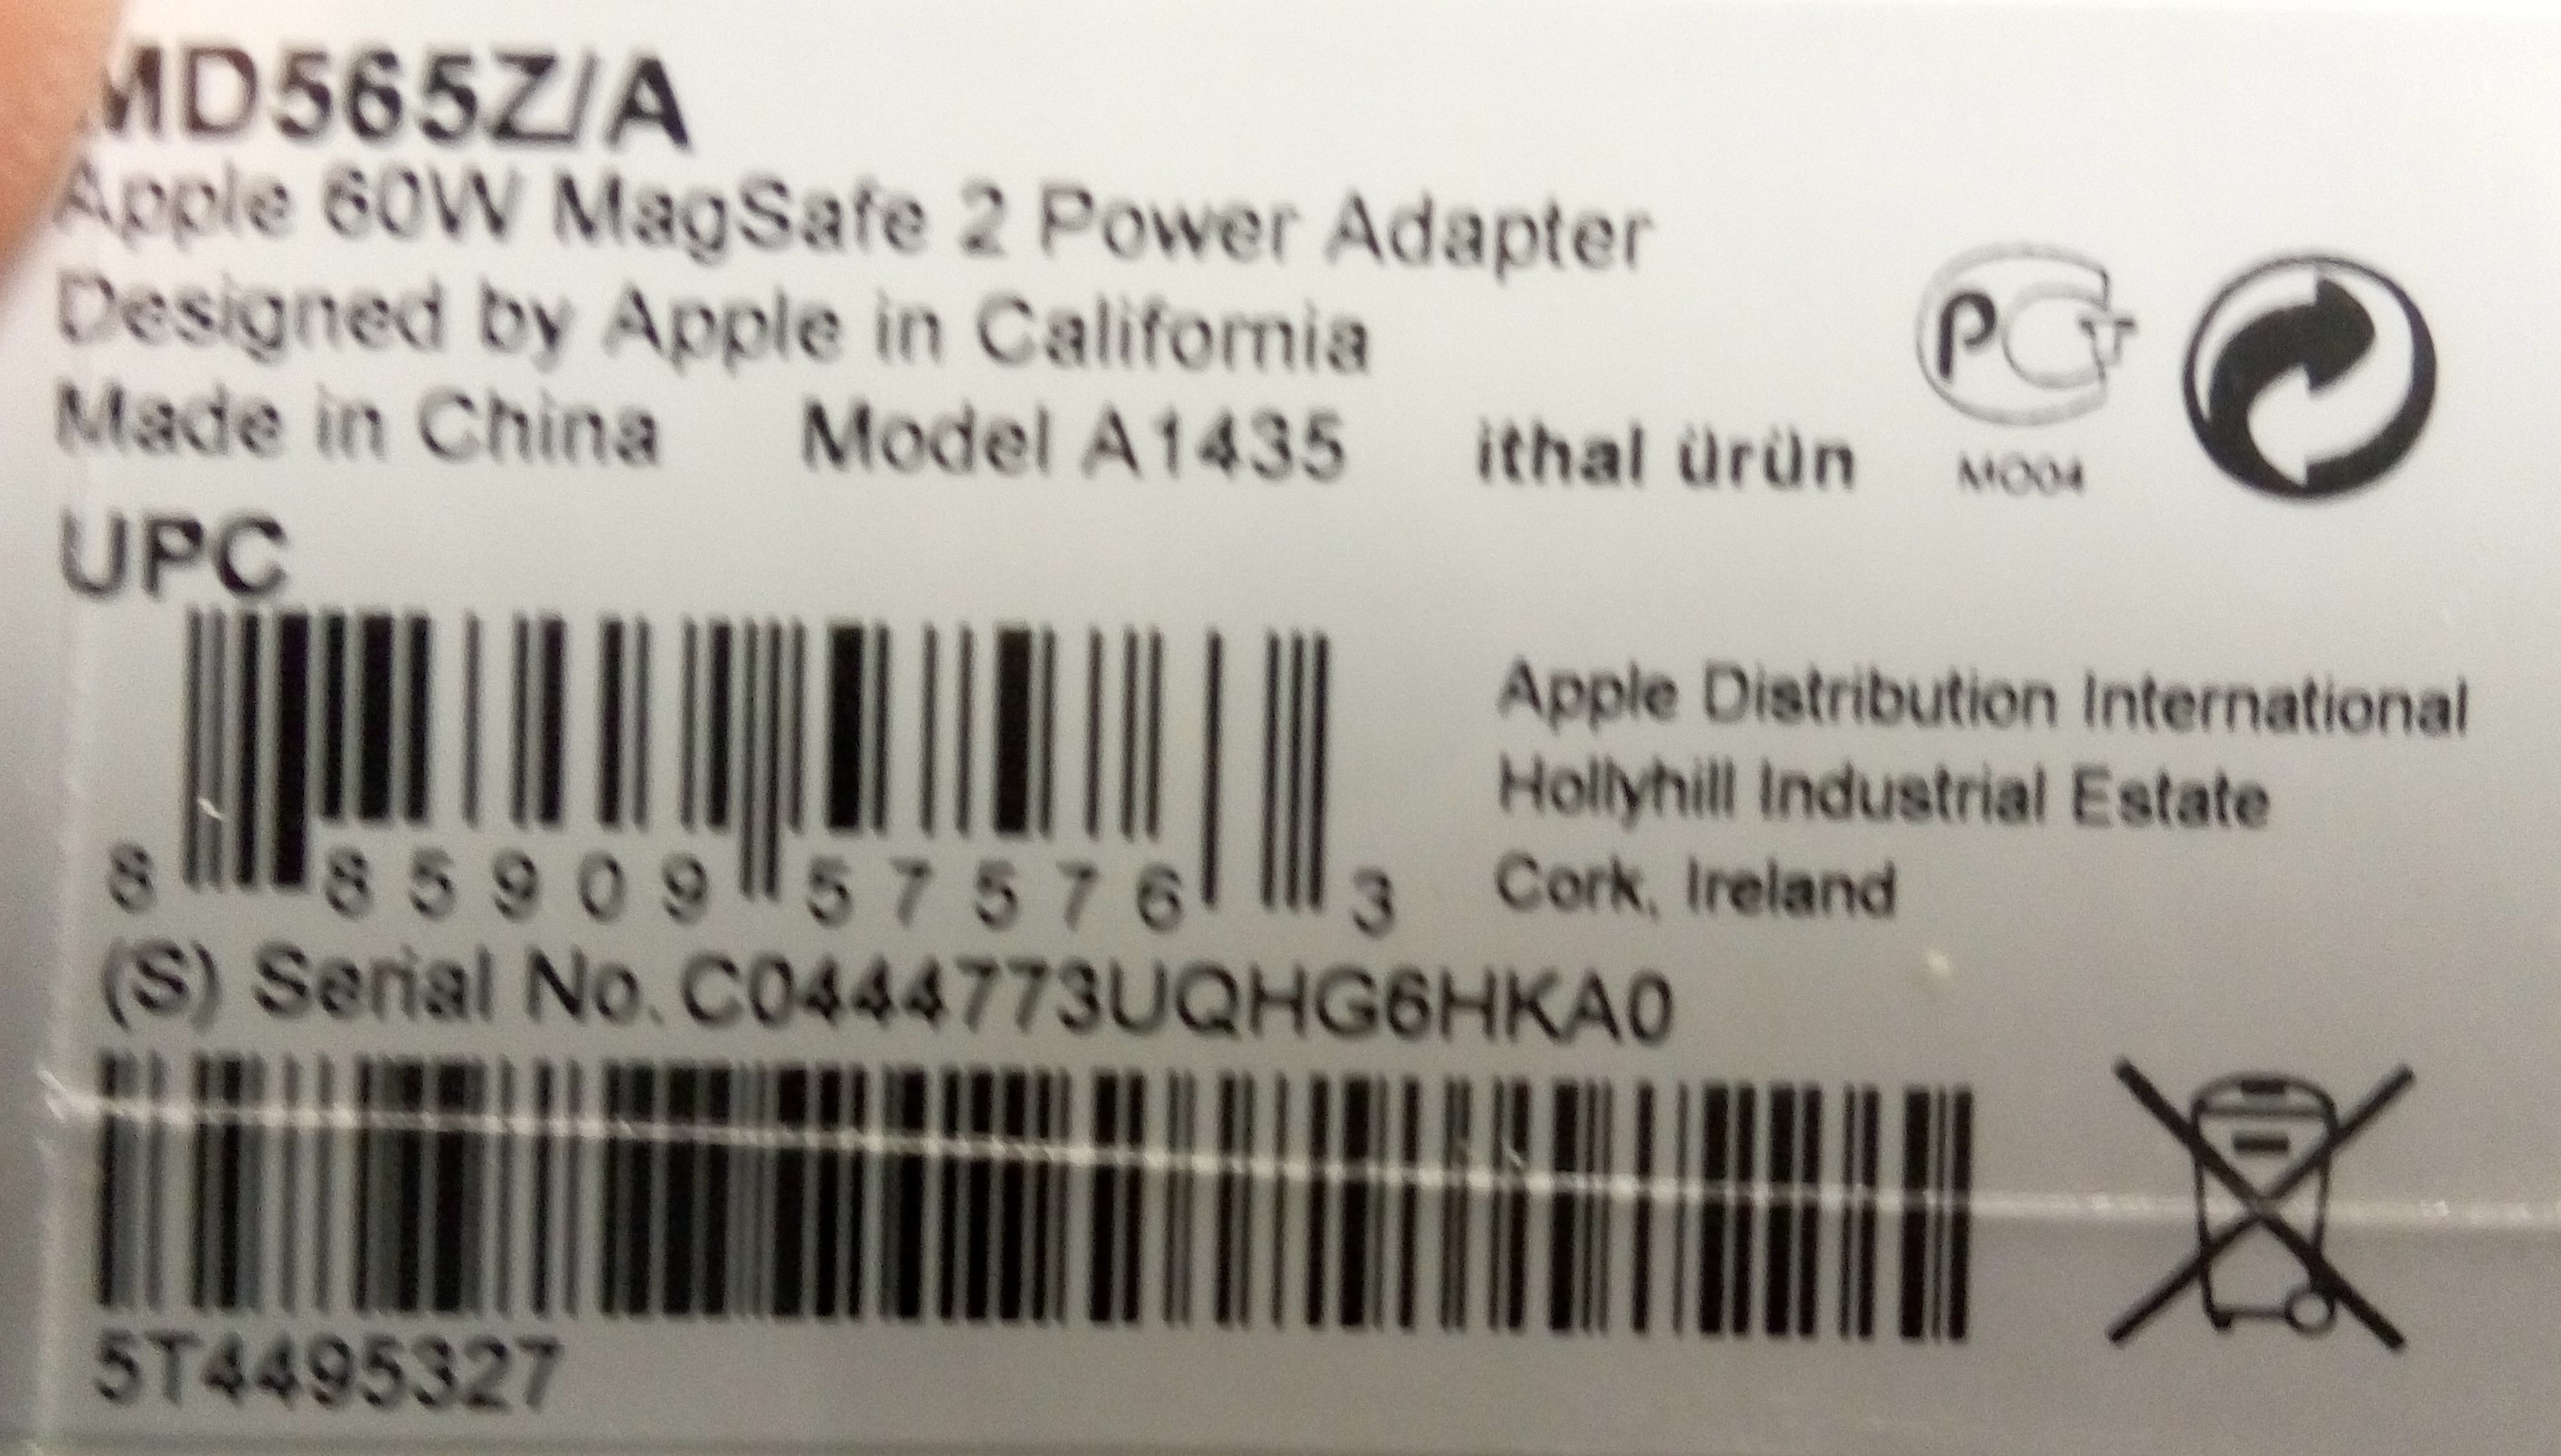 MD565Z/A
Apple 60W MagSafe 2 Power Adapter
Designed by Apple in California
Made in China Model A1435 ithal ürün
PCT
MO04
UPC
8 85909 57576 3
Apple Distribution International
Hollyhill Industrial Estate
Cork, Ireland
(S) Serial No. C0444773UQHG6HKA0
5T4495327